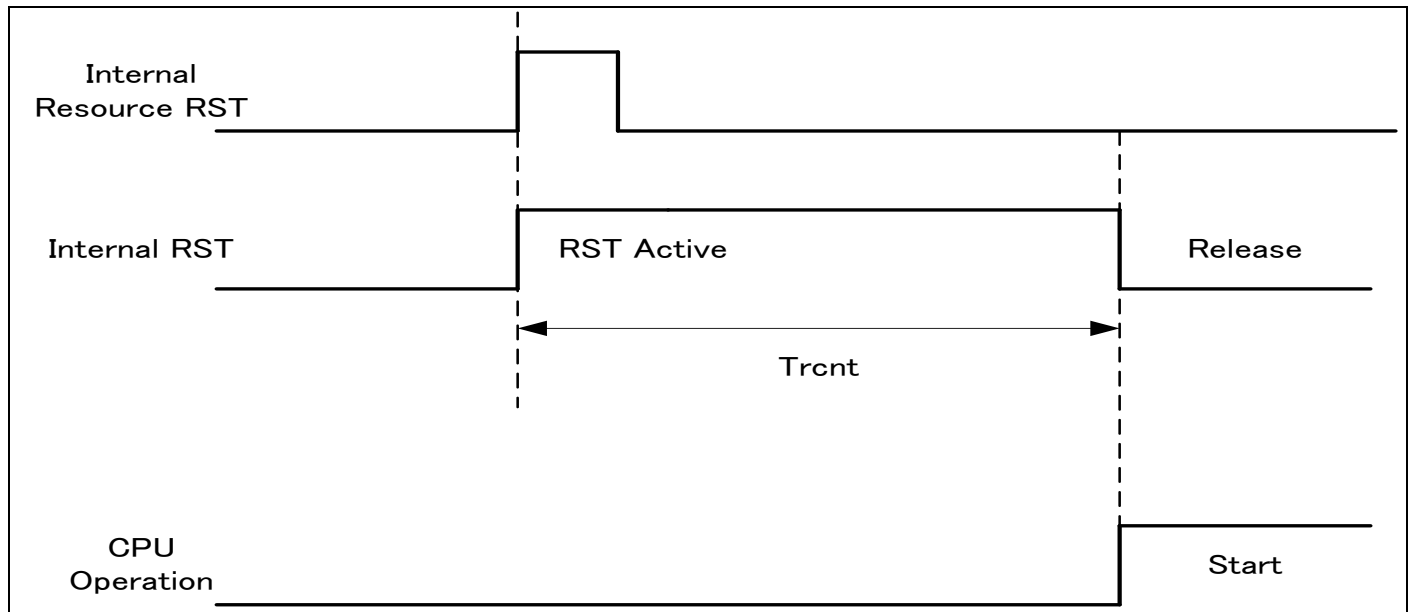 Internal
Resource RST
Internal RST
RST Active
Release
Trcnt
CPU
Operation
Start